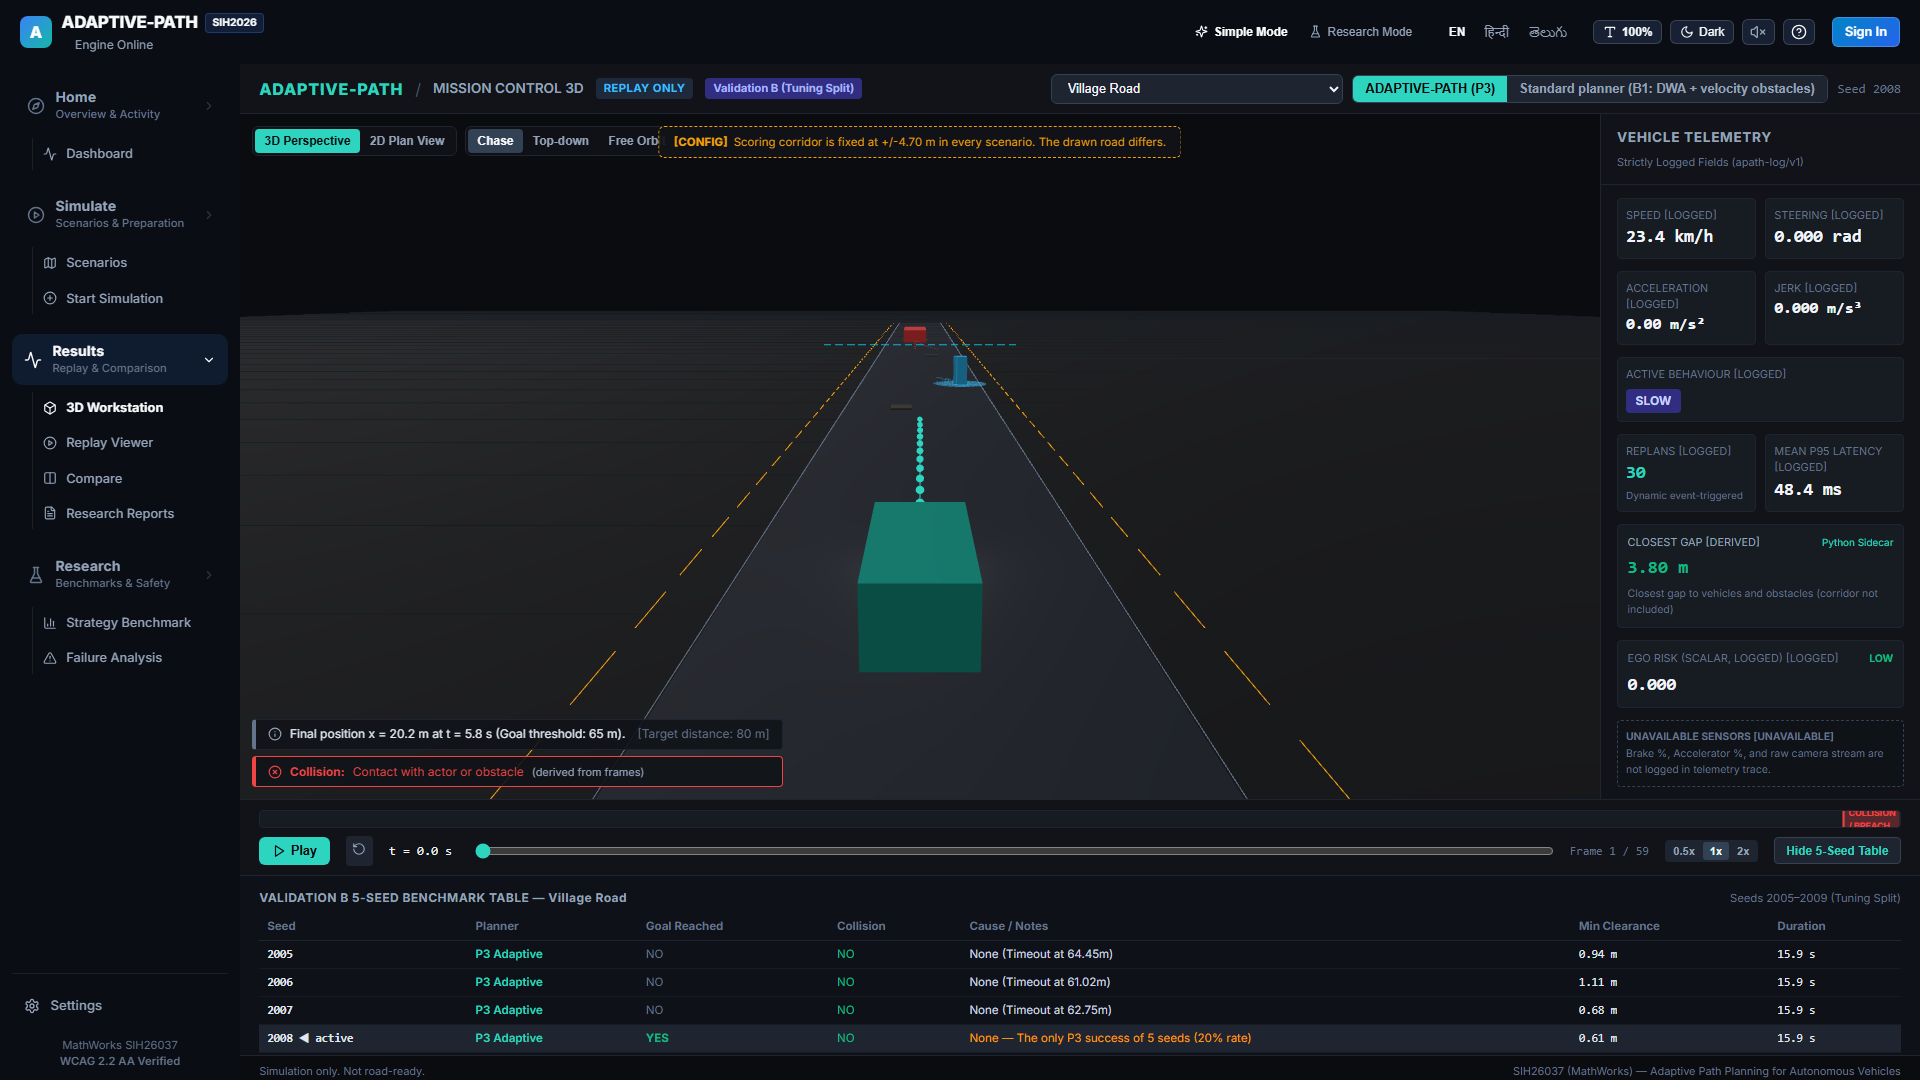 A
ADAPTIVE-PATH SIH2026
Engine Online
Simple Mode Research Mode EN हिन्दी తెలుగు 100% Dark Sign In
Home
Overview & Activity
Dashboard
Simulate
Scenarios & Preparation
Scenarios
Start Simulation
Results
Replay & Comparison
3D Workstation
Replay Viewer
Compare
Research Reports
Research
Benchmarks & Safety
Strategy Benchmark
Failure Analysis
Settings
MathWorks SIH26037
WCAG 2.2 AA Verified
ADAPTIVE-PATH / MISSION CONTROL 3D REPLAY ONLY Validation B (Tuning Split) Village Road ADAPTIVE-PATH (P3) Standard planner (B1: DWA + velocity obstacles) Seed 2008
3D Perspective 2D Plan View Chase Top-down Free Orb [CONFIG] Scoring corridor is fixed at +/-4.70 m in every scenario. The drawn road differs.
Final position x = 20.2 m at t = 5.8 s (Goal threshold: 65 m). [Target distance: 80 m]
Collision: Contact with actor or obstacle (derived from frames)
VEHICLE TELEMETRY
Strictly Logged Fields (apath-log/v1)
SPEED [LOGGED]
23.4 km/h
STEERING [LOGGED]
0.000 rad
ACCELERATION
[LOGGED]
0.00 m/s²
JERK [LOGGED]
0.000 m/s³
ACTIVE BEHAVIOUR [LOGGED]
SLOW
REPLANS [LOGGED]
30
Dynamic event-triggered
MEAN P95 LATENCY
[LOGGED]
48.4 ms
CLOSEST GAP [DERIVED] Python Sidecar
3.80 m
Closest gap to vehicles and obstacles (corridor not
included)
EGO RISK (SCALAR, LOGGED) [LOGGED] LOW
0.000
UNAVAILABLE SENSORS [UNAVAILABLE]
Brake %, Accelerator %, and raw camera stream are
not logged in telemetry trace.
COLLISION
/ BREACH
Play t = 0.0 s Frame 1 / 59 0.5x 1x 2x Hide 5-Seed Table
VALIDATION B 5-SEED BENCHMARK TABLE — Village Road Seeds 2005–2009 (Tuning Split)
Seed Planner Goal Reached Collision Cause / Notes Min Clearance Duration
2005 P3 Adaptive NO NO None (Timeout at 64.45m) 0.94 m 15.9 s
2006 P3 Adaptive NO NO None (Timeout at 61.02m) 1.11 m 15.9 s
2007 P3 Adaptive NO NO None (Timeout at 62.75m) 0.68 m 15.9 s
2008 ◀ active P3 Adaptive YES NO None — The only P3 success of 5 seeds (20% rate) 0.61 m 15.9 s
Simulation only. Not road-ready. SIH26037 (MathWorks) — Adaptive Path Planning for Autonomous Vehicles